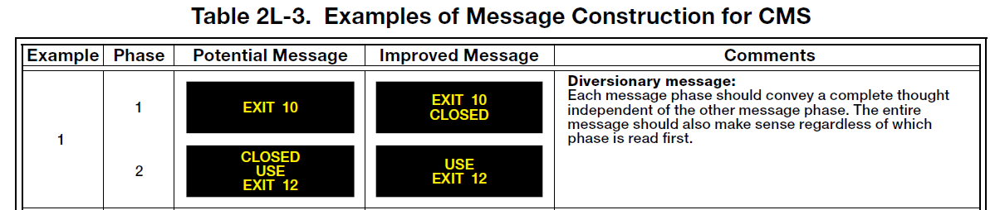 Table 2L-3. Examples of Message Construction for CMS
Example Phase Potential Message Improved Message Comments
1
1
EXIT 10
EXIT 10
CLOSED
Diversionary message:
Each message phase should convey a complete thought
independent of the other message phase. The entire
message should also make sense regardless of which
phase is read first.
2
CLOSED
USE
EXIT 12
USE
EXIT 12